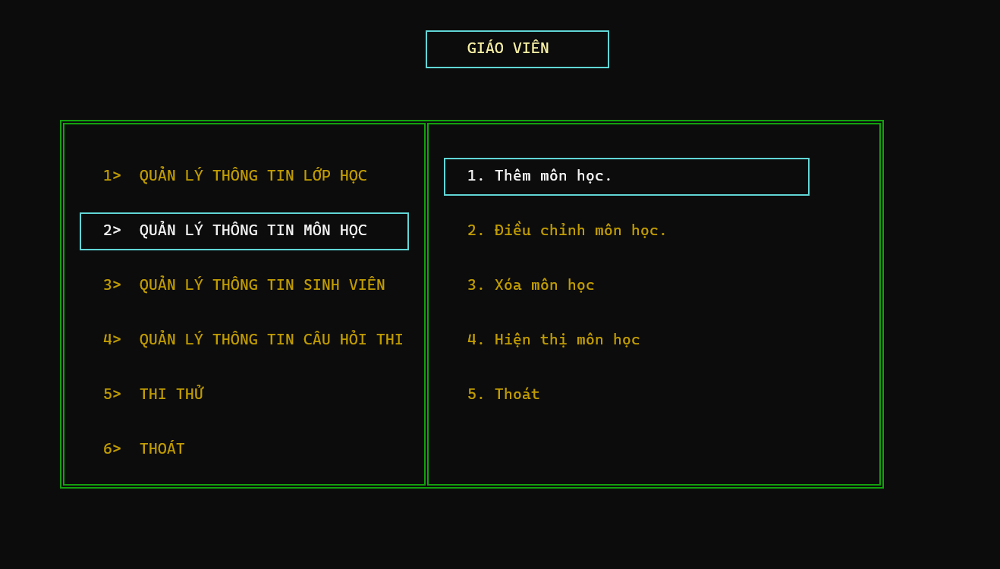 GIÁO VIÊN
1> QUẢN LÝ THÔNG TIN LỚP HỌC
2> QUẢN LÝ THÔNG TIN MÔN HỌC
3> QUẢN LÝ THÔNG TIN SINH VIÊN
4> QUẢN LÝ THÔNG TIN CÂU HỎI THI
5> THI THỬ
6> THOÁT
1. Thêm môn học.
2. Điều chỉnh môn học.
3. Xóa môn học
4. Hiện thị môn học
5. Thoát